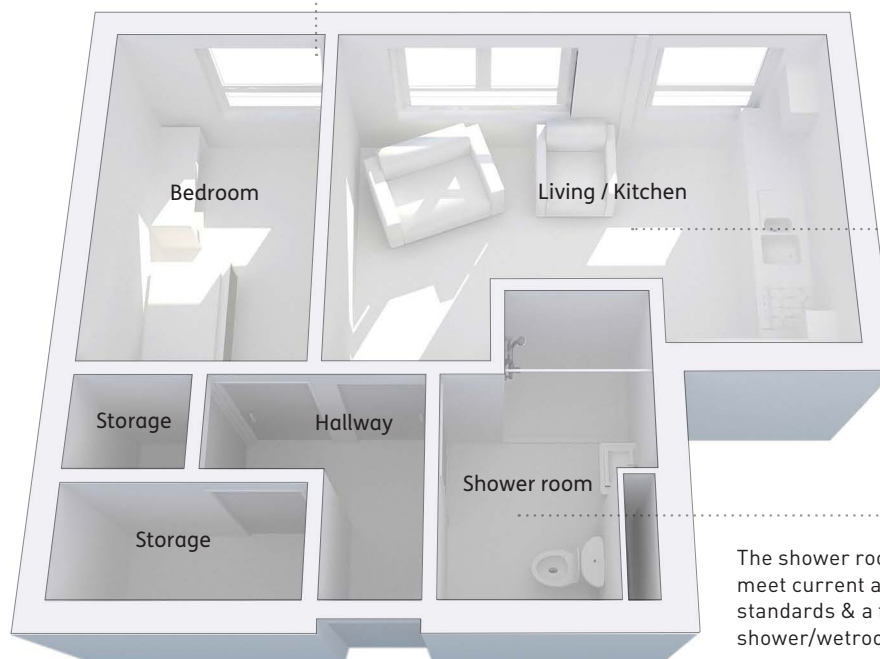 Bedroom
Living / Kitchen
Storage
Hallway
Shower room
Storage
The shower roo
meet current a
standards & a
shower/wetroo